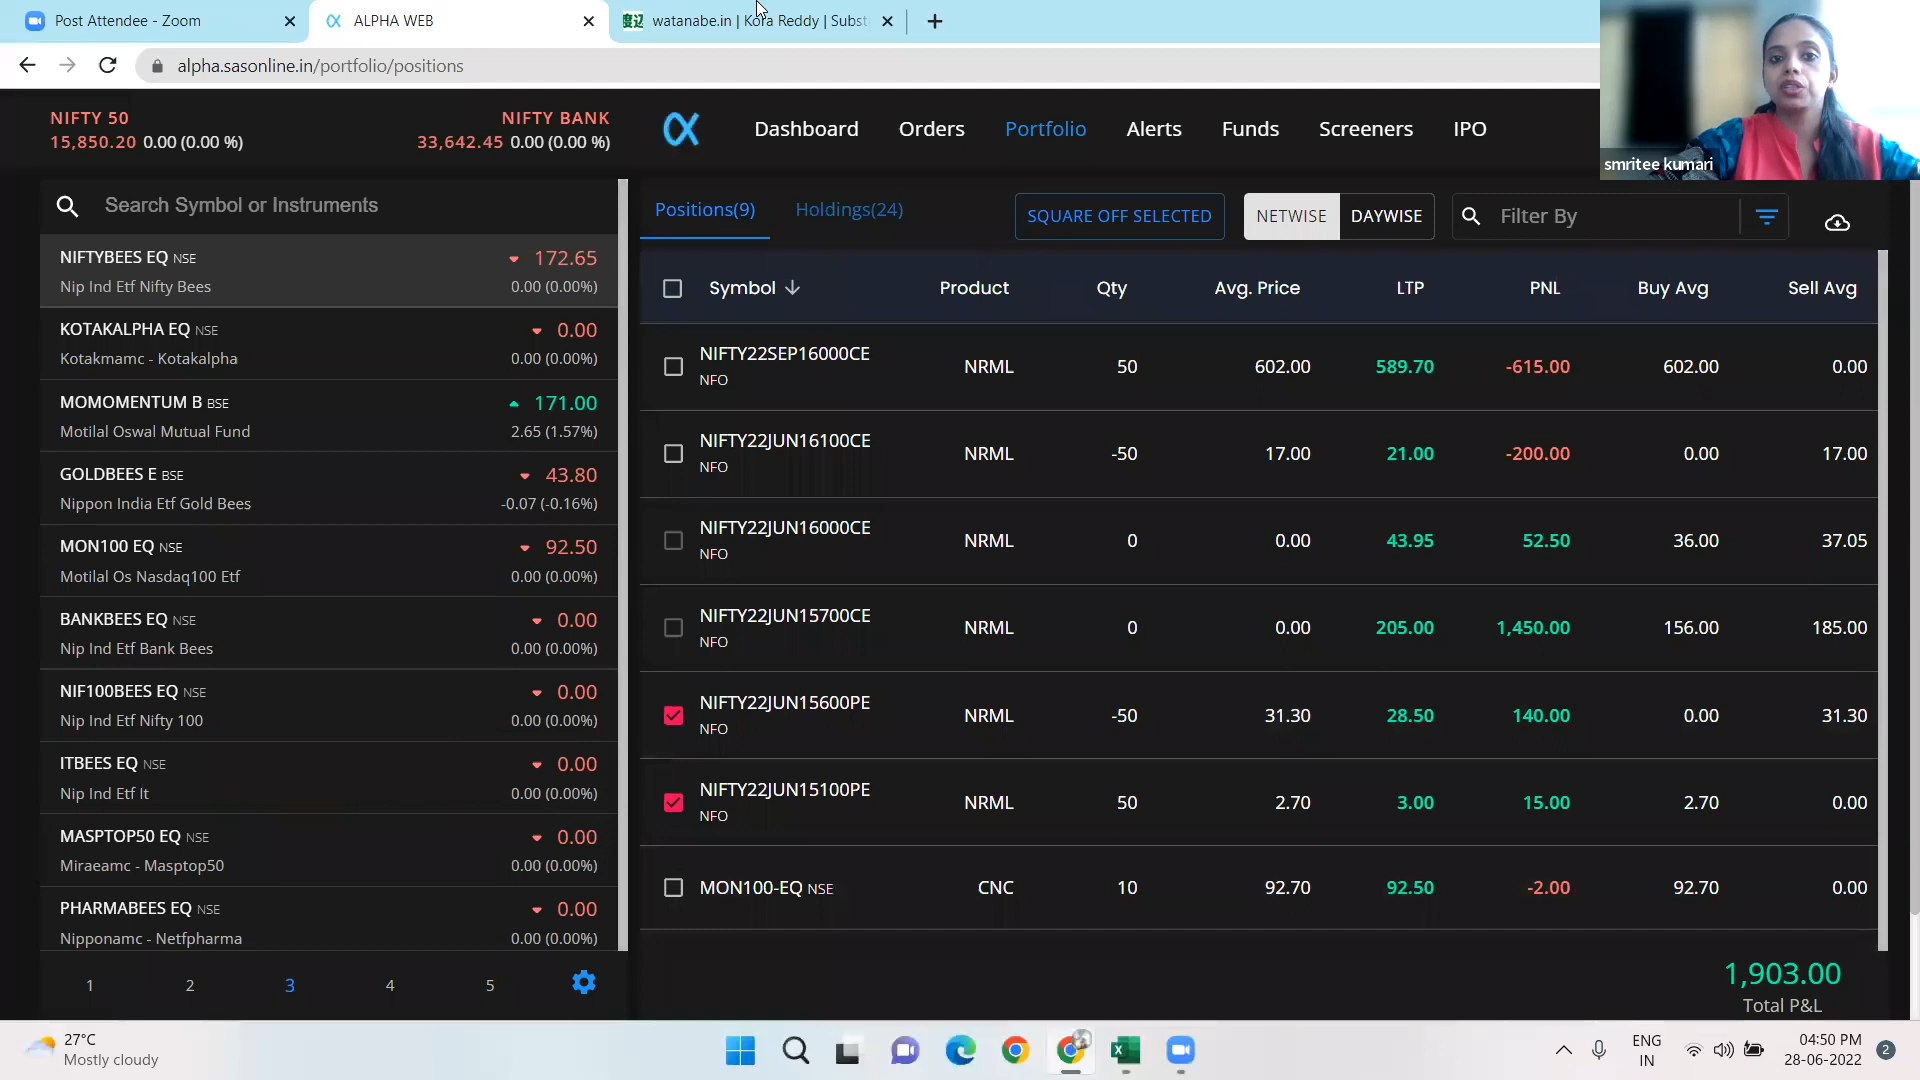 Post Attendee - Zoom
ALPHA WEB
度辺 watanabe.in | Kora Reddy | Subst
alpha.sasonline.in/portfolio/positions
NIFTY 50
15,850.20 0.00 (0.00 %)
NIFTY BANK
33,642.45 0.00 (0.00 %)
Dashboard Orders Portfolio Alerts Funds Screeners IPO
smritee kumari
Search Symbol or Instruments
NIFTYBEES EQ NSE 172.65
Nip Ind Etf Nifty Bees 0.00 (0.00%)
KOTAKALPHA EQ NSE 0.00
Kotakmamc - Kotakalpha 0.00 (0.00%)
MOMOMENTUM B BSE 171.00
Motilal Oswal Mutual Fund 2.65 (1.57%)
GOLDBEES E BSE 43.80
Nippon India Etf Gold Bees -0.07 (-0.16%)
MON100 EQ NSE 92.50
Motilal Os Nasdaq100 Etf 0.00 (0.00%)
BANKBEES EQ NSE 0.00
Nip Ind Etf Bank Bees 0.00 (0.00%)
NIF100BEES EQ NSE 0.00
Nip Ind Etf Nifty 100 0.00 (0.00%)
ITBEES EQ NSE 0.00
Nip Ind Etf It 0.00 (0.00%)
MASPTOP50 EQ NSE 0.00
Miraeamc - Masptop50 0.00 (0.00%)
PHARMABEES EQ NSE 0.00
Nipponamc - Netfpharma 0.00 (0.00%)
1 2 3 4 5
Positions(9) Holdings(24) SQUARE OFF SELECTED NETWISE DAYWISE Filter By
Symbol Product Qty Avg. Price LTP PNL Buy Avg Sell Avg
NIFTY22SEP16000CE NRML 50 602.00 589.70 -615.00 602.00 0.00
NFO
NIFTY22JUN16100CE NRML -50 17.00 21.00 -200.00 0.00 17.00
NFO
NIFTY22JUN16000CE NRML 0 0.00 43.95 52.50 36.00 37.05
NFO
NIFTY22JUN15700CE NRML 0 0.00 205.00 1,450.00 156.00 185.00
NFO
NIFTY22JUN15600PE NRML -50 31.30 28.50 140.00 0.00 31.30
NFO
NIFTY22JUN15100PE NRML 50 2.70 3.00 15.00 2.70 0.00
NFO
MON100-EQ NSE CNC 10 92.70 92.50 -2.00 92.70 0.00
1,903.00
Total P&L
27°C
Mostly cloudy
ENG
IN
04:50 PM
28-06-2022
2